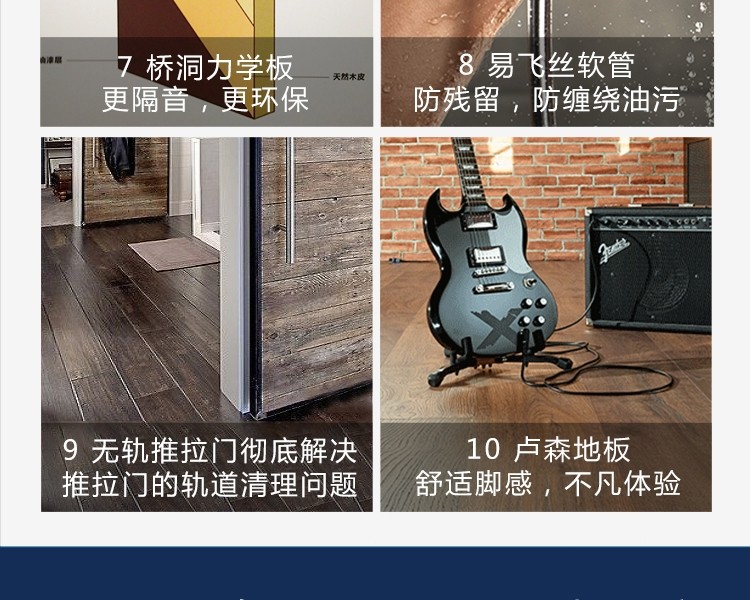 天然木皮
7 桥洞力学板
更隔音，更环保
8 易飞丝软管
防残留，防缠绕油污
Fender
9 无轨推拉门彻底解决
推拉门的轨道清理问题
10 卢森地板
舒适脚感，不凡体验